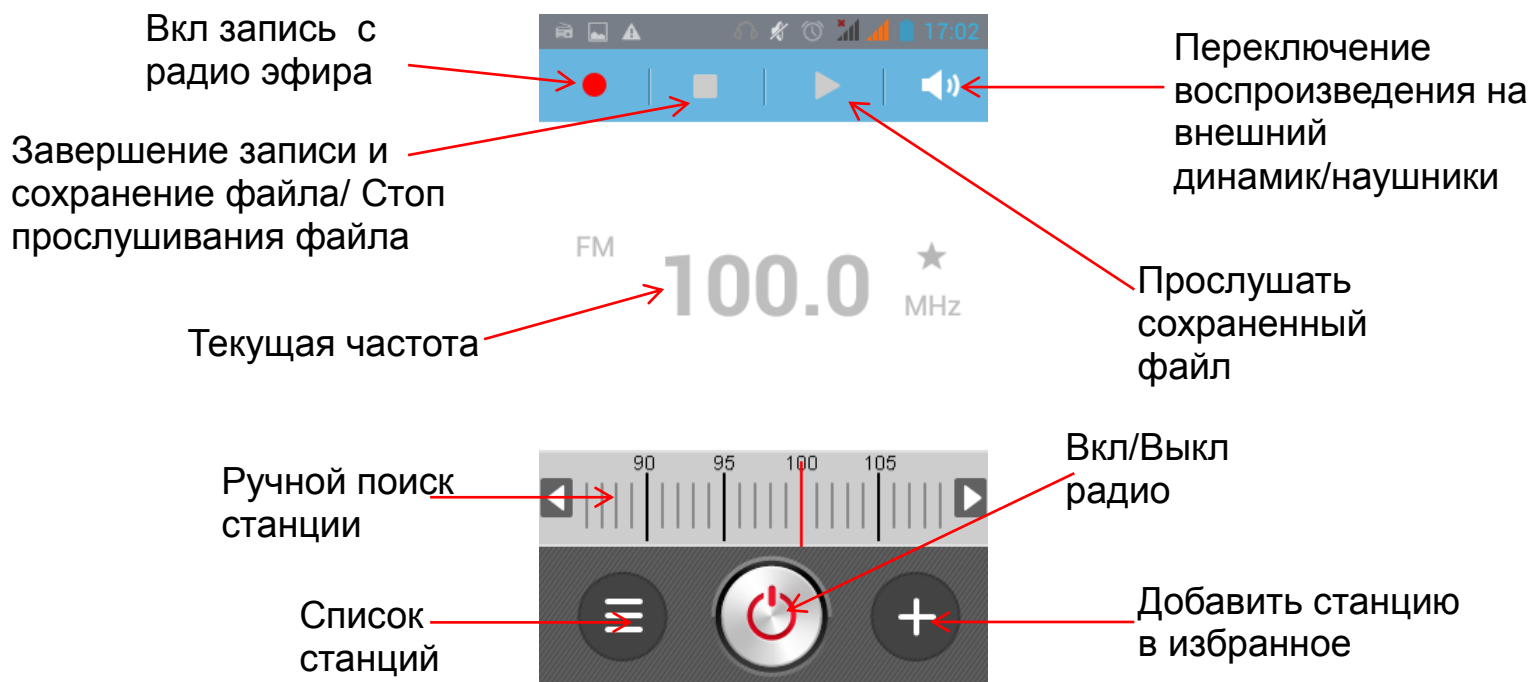 Вкл запись с
радио эфира
Завершение записи и
сохранение файла/ Стоп
прослушивания файла
17:02
Переключение
воспроизведения на
внешний
динамик/наушники
FM
100.0
MHz
Текущая частота
Прослушать
сохраненный
файл
Ручной поиск
станции
90 95 100 105
Вкл/Выкл
радио
Список
станций
Добавить станцию
в избранное